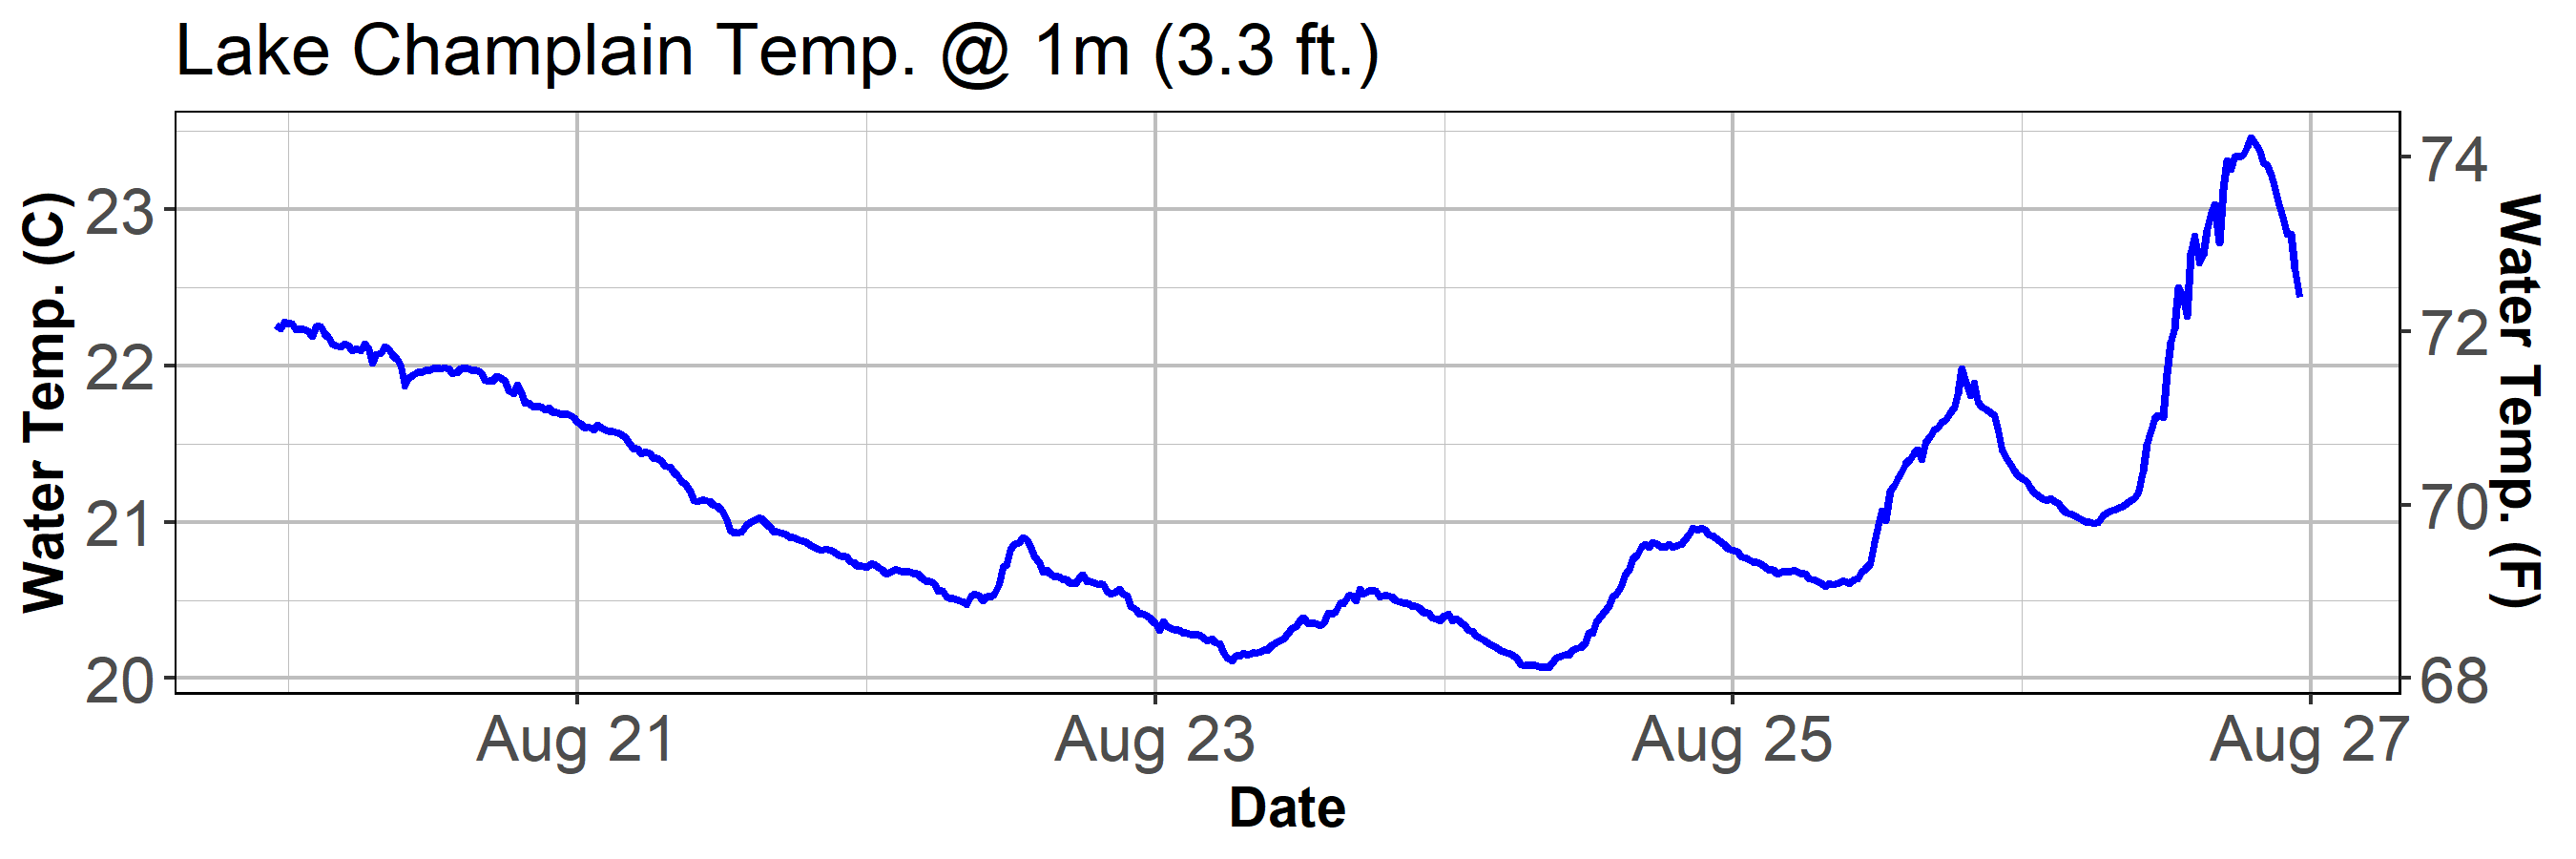 Lake Champlain Temp. @ 1m (3.3 ft.)
Water Temp. (C)
23
22
21
20
74
72
70
68
Water Temp. (F)
Aug 21
Aug 23
Aug 25
Aug 27
Date